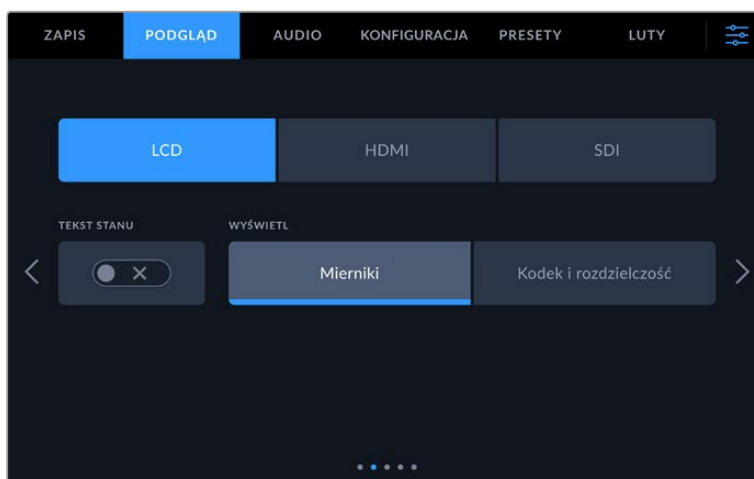 ZAPIS PODGLĄD AUDIO KONFIGURACJA PRESETY LUTY
LCD HDMI SDI
TEKST STANU WYŚWIETL
Mierniki Kodek i rozdzielczość